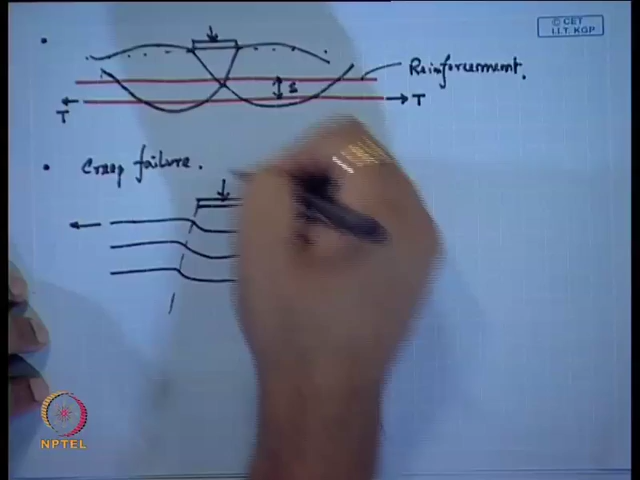 © CET
I.I.T. KGP
Reinforcement.
s
T
T
Creep failure.
NPTEL